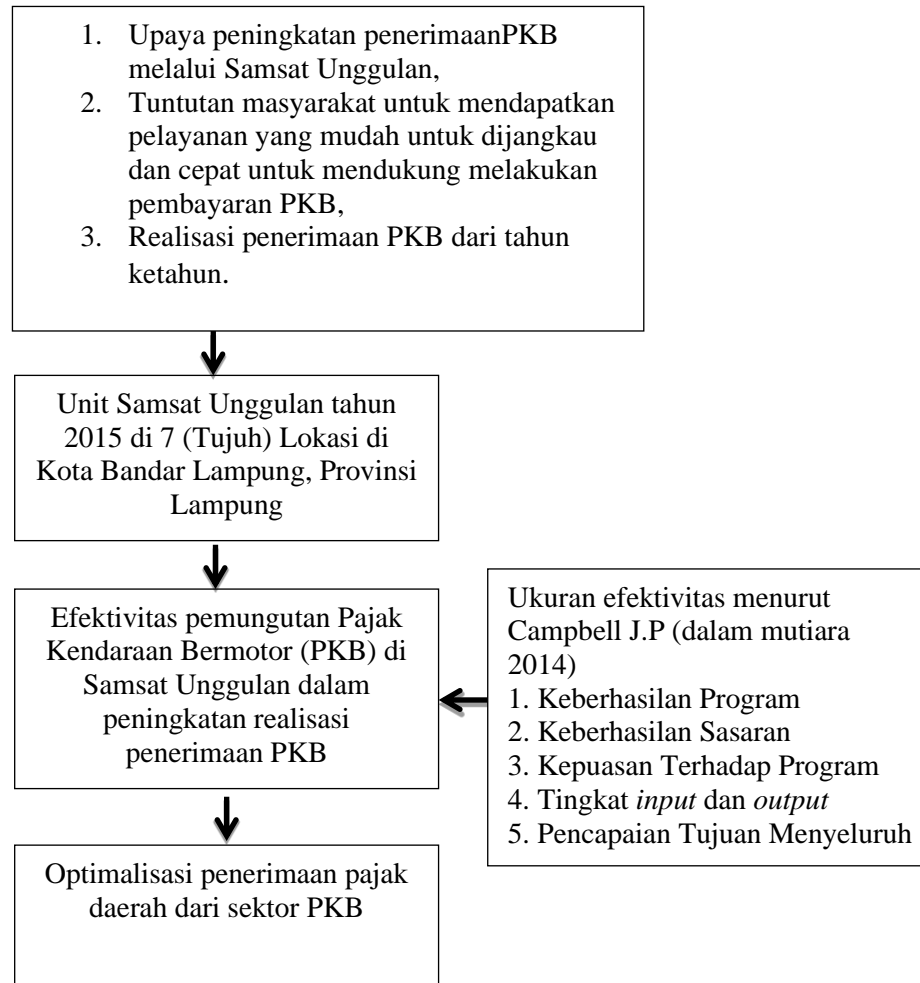 1. Upaya peningkatan penerimaanPKB
melalui Samsat Unggulan,
2. Tuntutan masyarakat untuk mendapatkan
pelayanan yang mudah untuk dijangkau
dan cepat untuk mendukung melakukan
pembayaran PKB,
3. Realisasi penerimaan PKB dari tahun
ketahun.
Unit Samsat Unggulan tahun
2015 di 7 (Tujuh) Lokasi di
Kota Bandar Lampung, Provinsi
Lampung
Efektivitas pemungutan Pajak
Kendaraan Bermotor (PKB) di
Samsat Unggulan dalam
peningkatan realisasi
penerimaan PKB
Ukuran efektivitas menurut
Campbell J.P (dalam mutiara
2014)
1. Keberhasilan Program
2. Keberhasilan Sasaran
3. Kepuasan Terhadap Program
4. Tingkat input dan output
5. Pencapaian Tujuan Menyeluruh
Optimalisasi penerimaan pajak
daerah dari sektor PKB